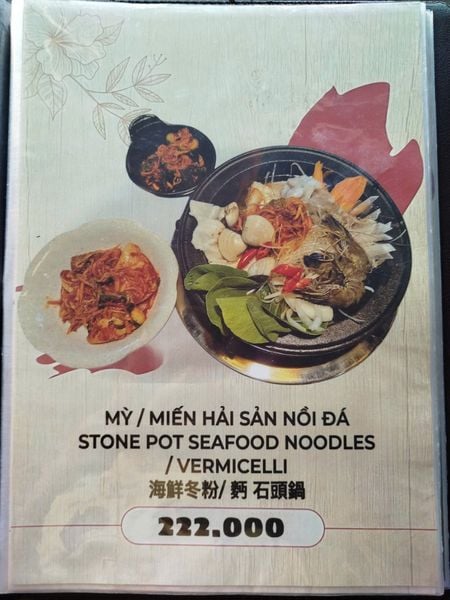 MỲ / MIẾN HẢI SẢN NỒI ĐÁ
STONE POT SEAFOOD NOODLES
/ VERMICELLI
海鮮冬粉/ 麪 石頭鍋
222.000